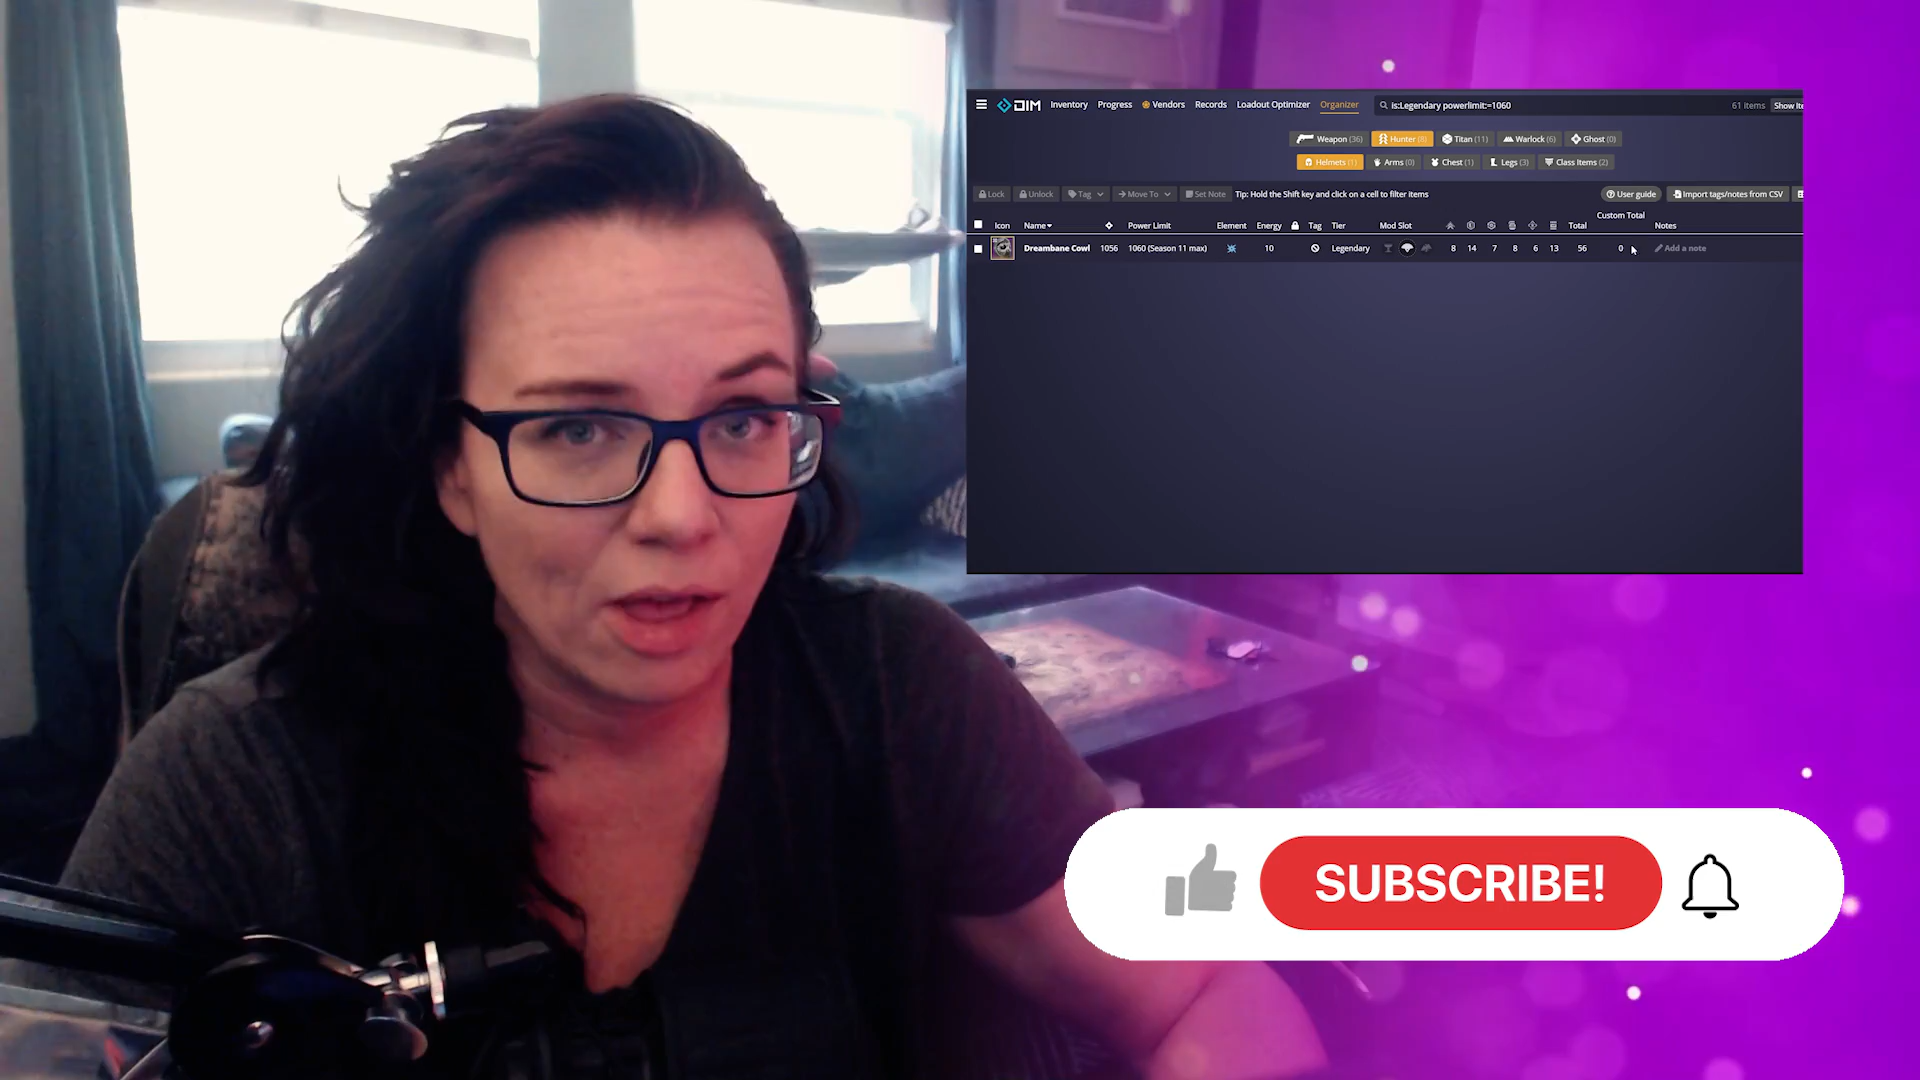 DIM Inventory Progress Vendors Records Loadout Optimizer Organizer is:Legendary powerlimit:=1060 61 items
Weapon (36) Hunter (8) Titan (11) Warlock (6) Ghost (0)
Helmets (1) Arms (0) Chest (1) Legs (3) Class Items (2)
Lock Unlock Tag Move To Set Note Tip: Hold the Shift key and click on a cell to filter items User guide Import tags/notes from CSV
Custom Total
Icon Name Power Limit Element Energy Tag Tier Mod Slot Total Notes
Dreambane Cowl 1056 1060 (Season 11 max) 10 Legendary 8 14 7 8 6 13 56 0 Add a note
SUBSCRIBE!